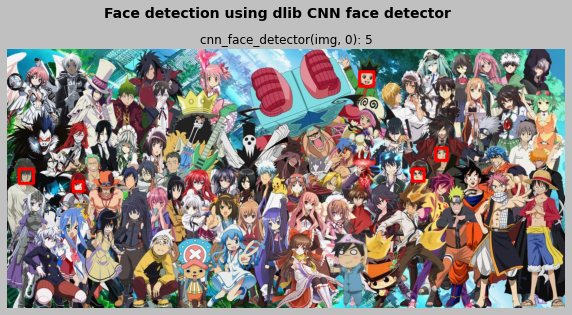 Face detection using dlib CNN face detector
cnn_face_detector(img, 0): 5